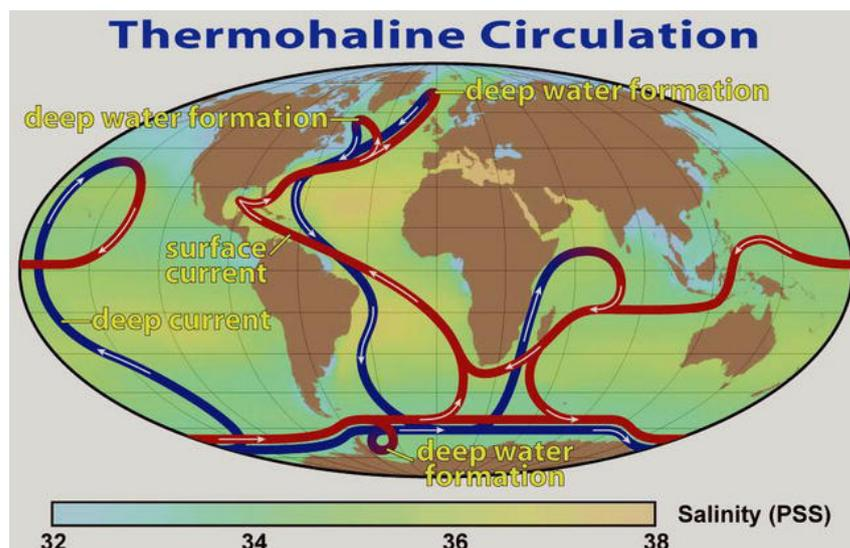 Thermohaline Circulation
deep water formation
deep water formation
surface
current
deep current
deep water
formation
Salinity (PSS)
32 34 36 38